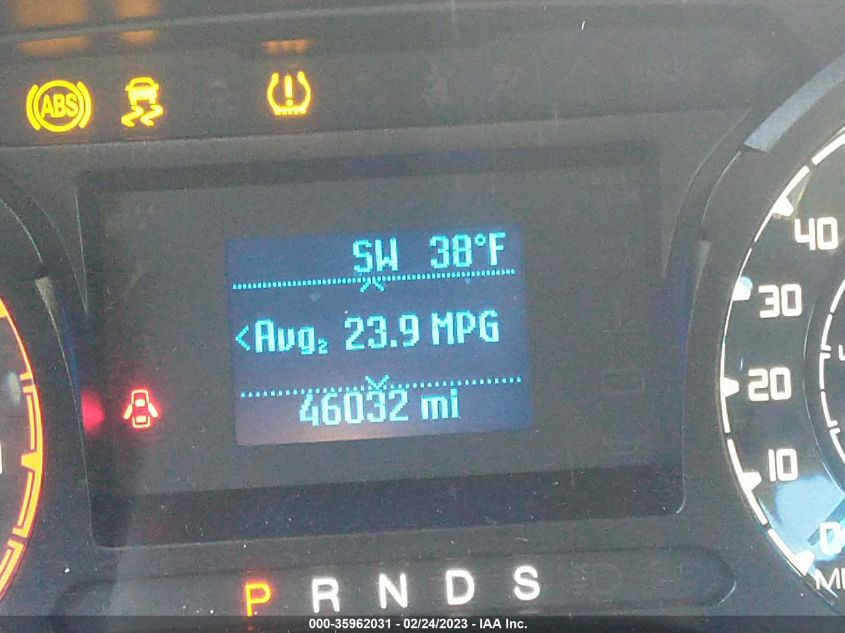 ABS
SW 38°F
<Avg₂ 23.9 MPG
46032 mi
40
30
20
10
P R N D S
000-35962031 - 02/24/2023 - IAA Inc.